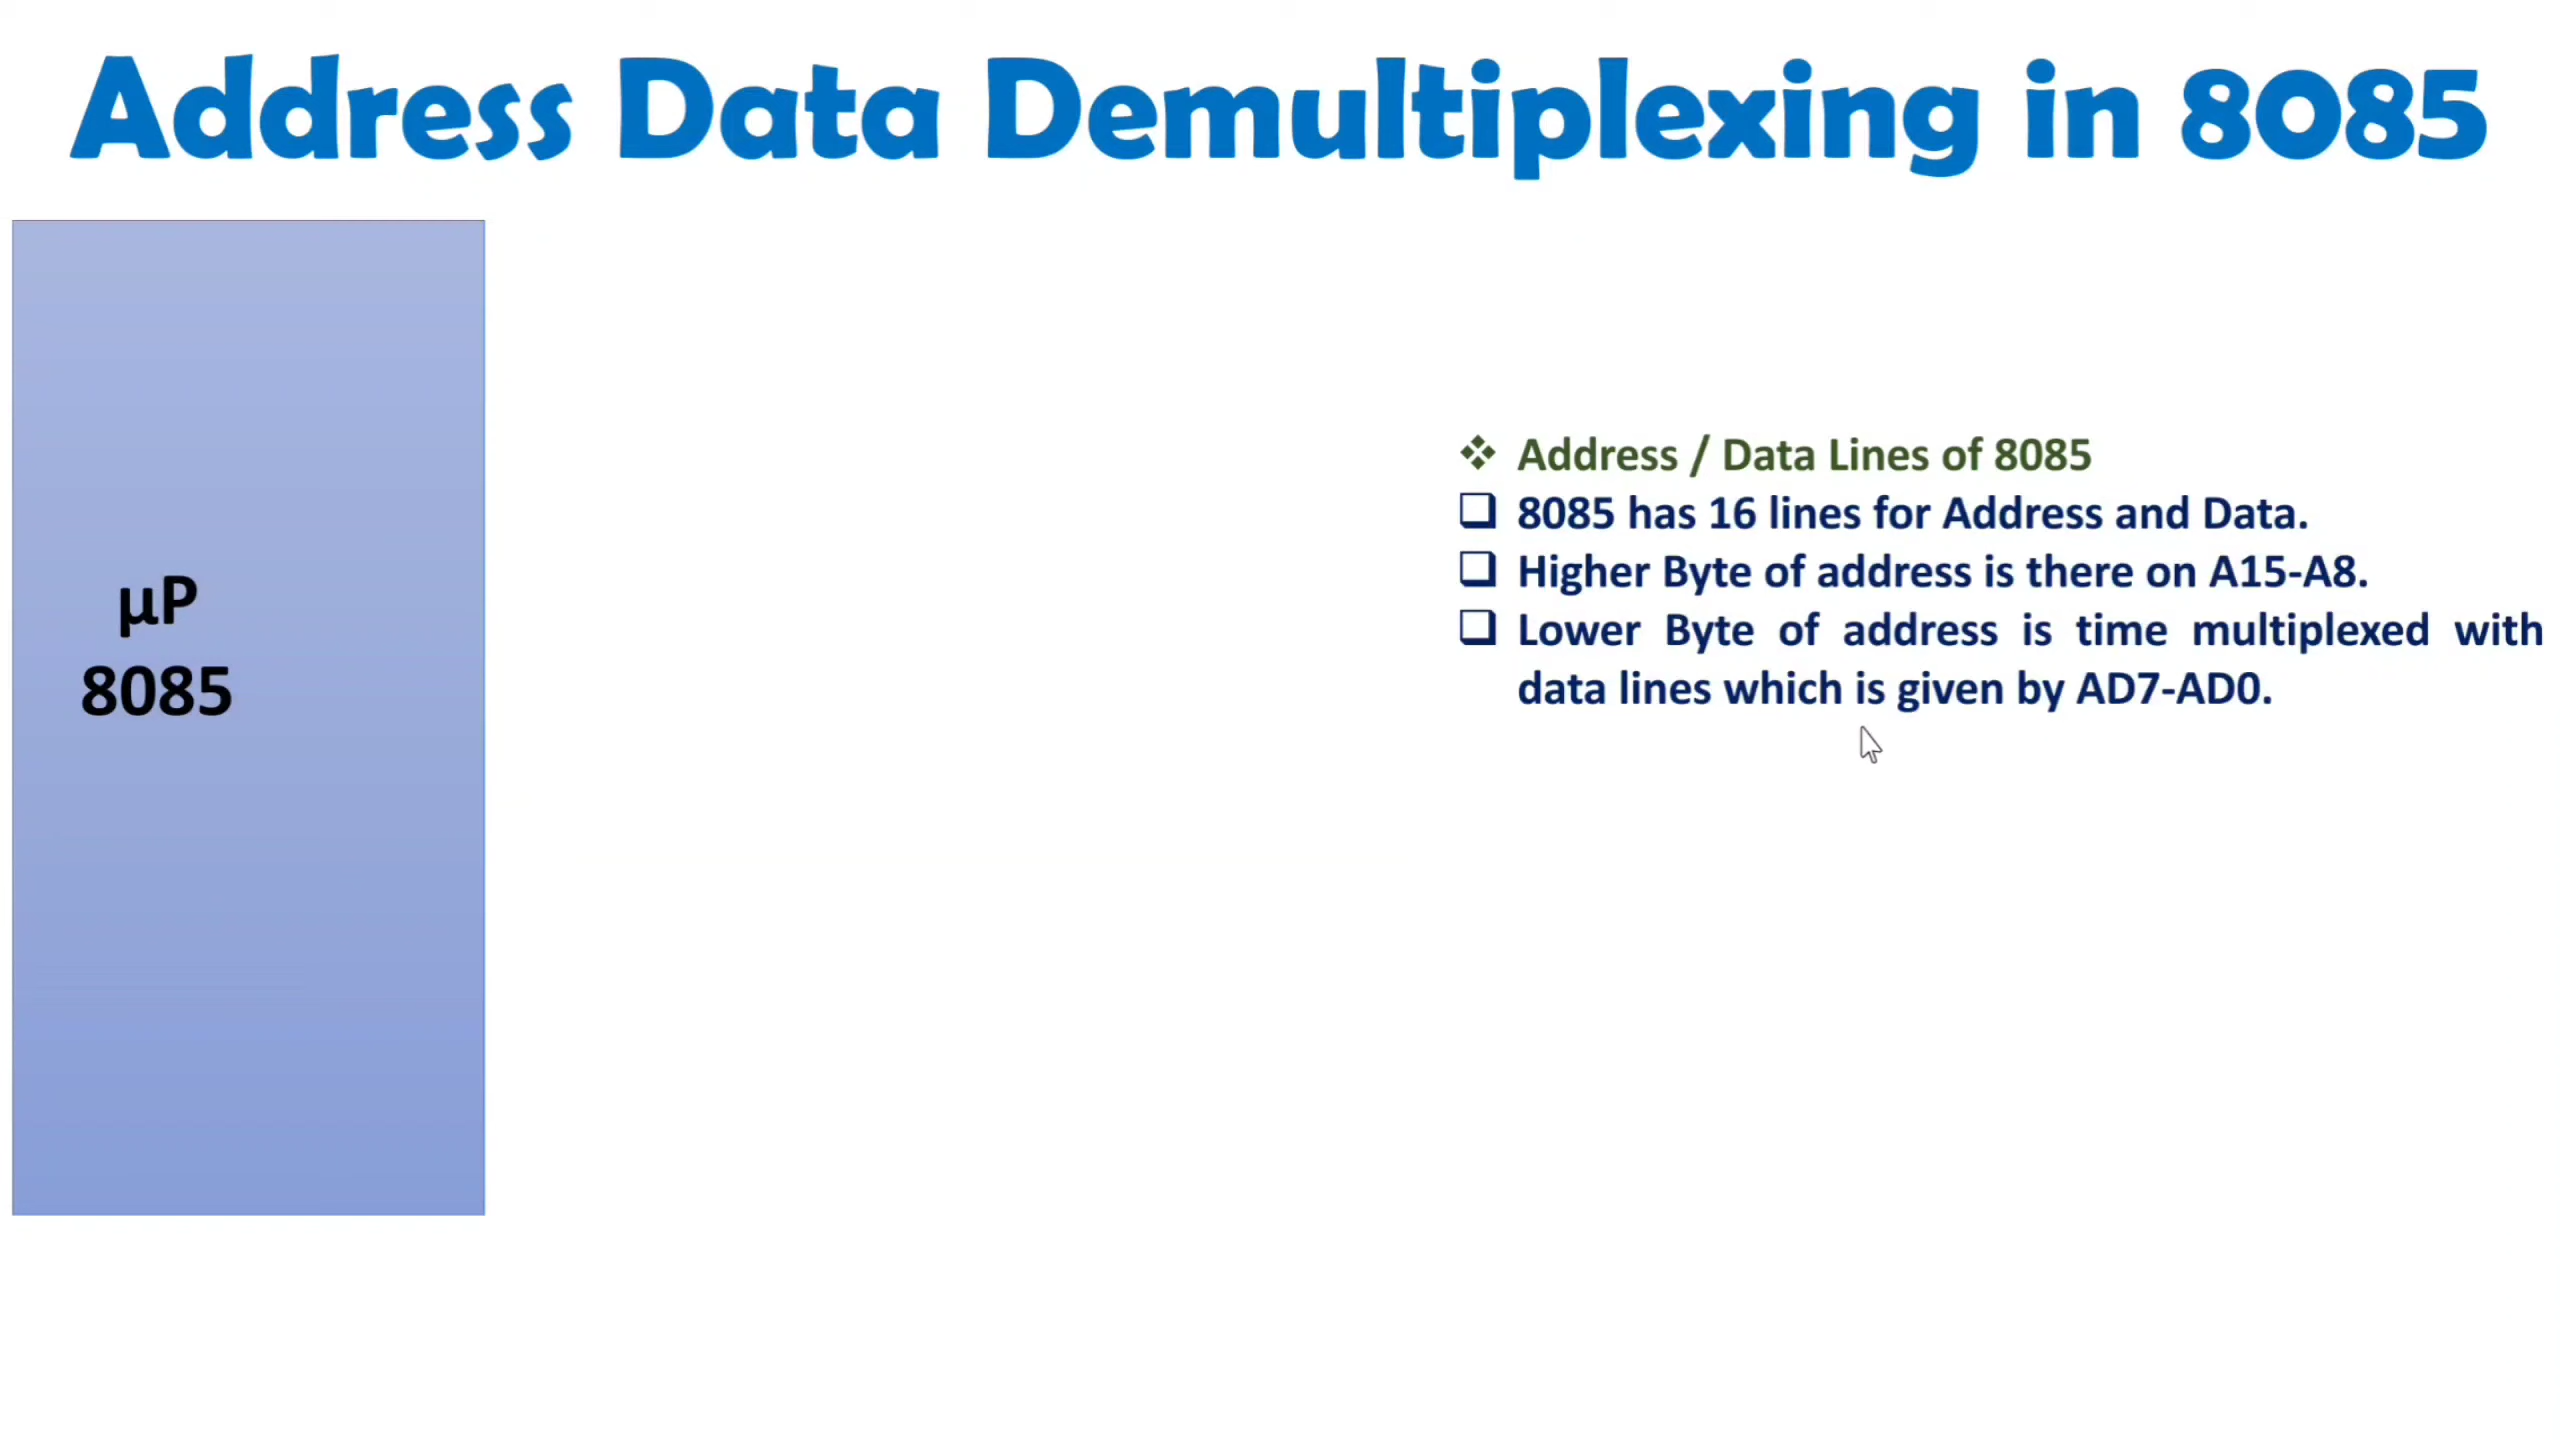 Address Data Demultiplexing in 8085
μP
8085
❖ Address / Data Lines of 8085
❑ 8085 has 16 lines for Address and Data.
❑ Higher Byte of address is there on A15-A8.
❑ Lower Byte of address is time multiplexed with
data lines which is given by AD7-AD0.